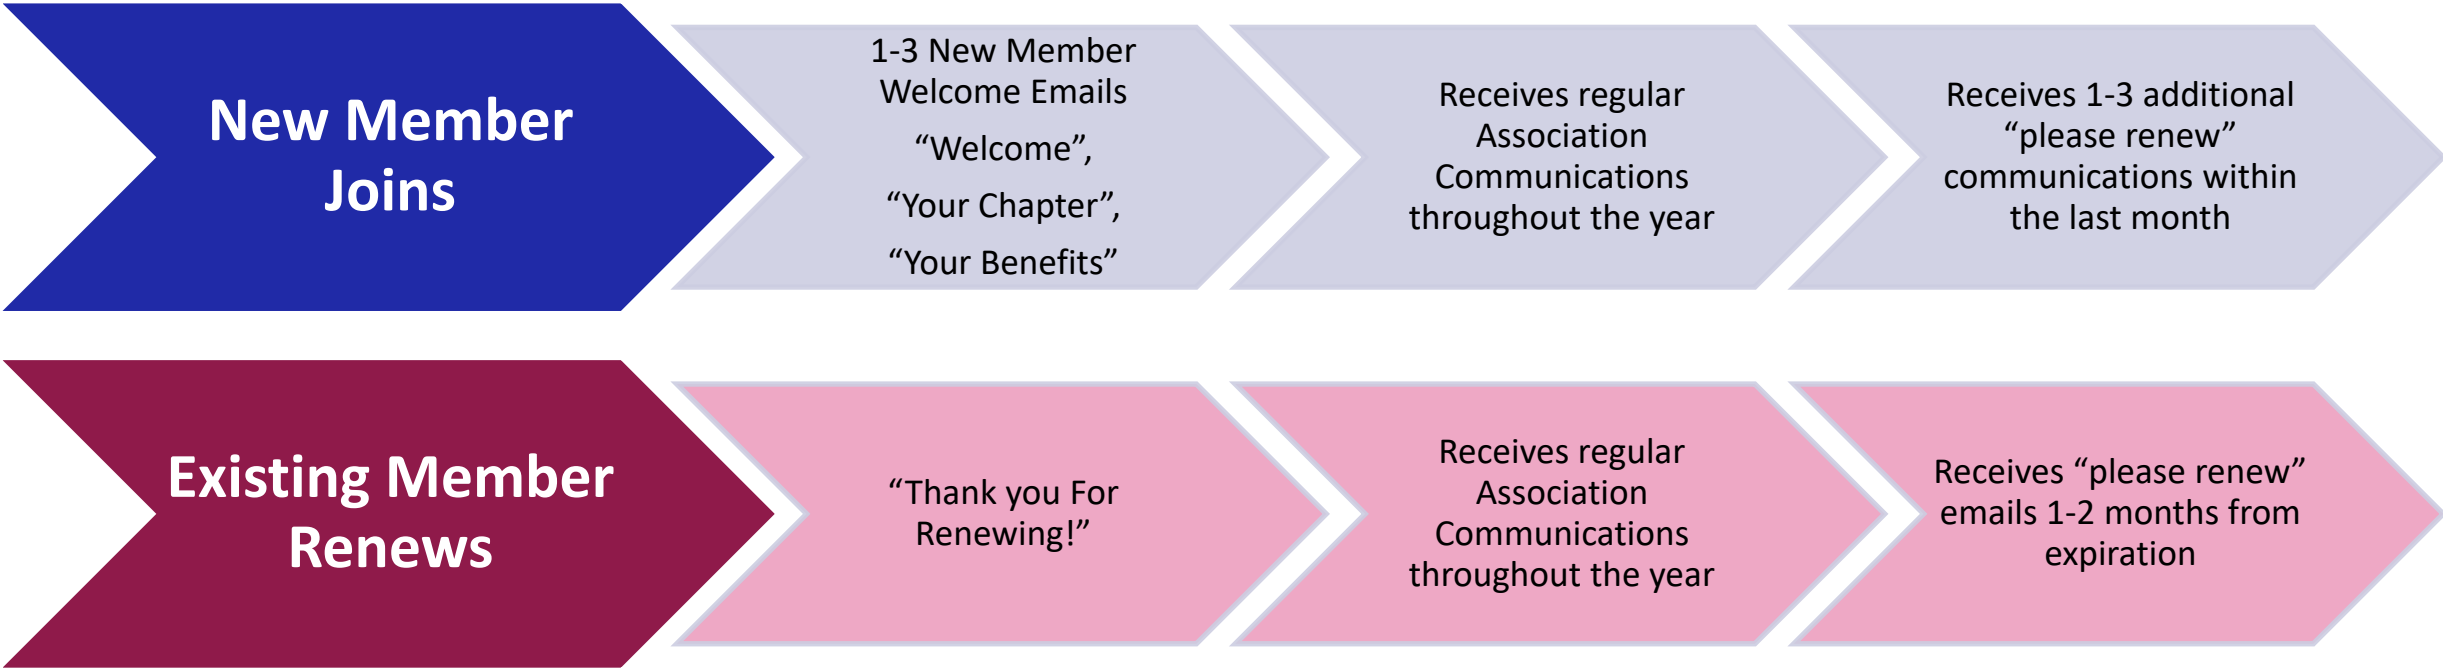 New Member
Joins
1-3 New Member
Welcome Emails
“Welcome”,
“Your Chapter”,
“Your Benefits”
Receives regular
Association
Communications
throughout the year
Receives 1-3 additional
“please renew”
communications within
the last month
Existing Member
Renews
“Thank you For
Renewing!”
Receives regular
Association
Communications
throughout the year
Receives “please renew”
emails 1-2 months from
expiration